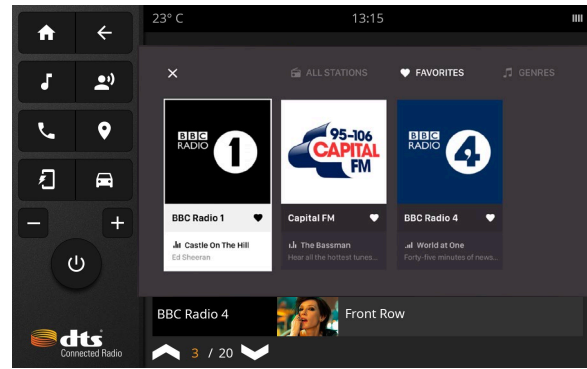 23° C
13:15
ALL STATIONS
FAVORITES
GENRES
BBC
RADIO
1
95-106
CAPITAL
FM
BBC
RADIO
4
BBC Radio 1
Capital FM
BBC Radio 4
Castle On The Hill
Ed Sheeran
The Bassman
Hear all the hottest tunes...
World at One
Forty-five minutes of news...
BBC Radio 4
Front Row
dts
Connected Radio
3 / 20